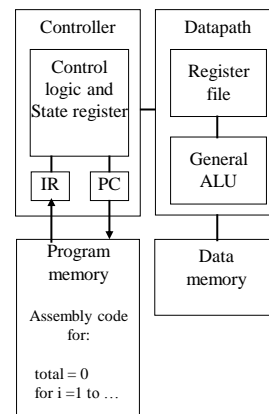 Controller
Control
logic and
State register
IR
PC
Datapath
Register
file
General
ALU
Program
memory
Assembly code
for:
total = 0
for i =1 to …
Data
memory